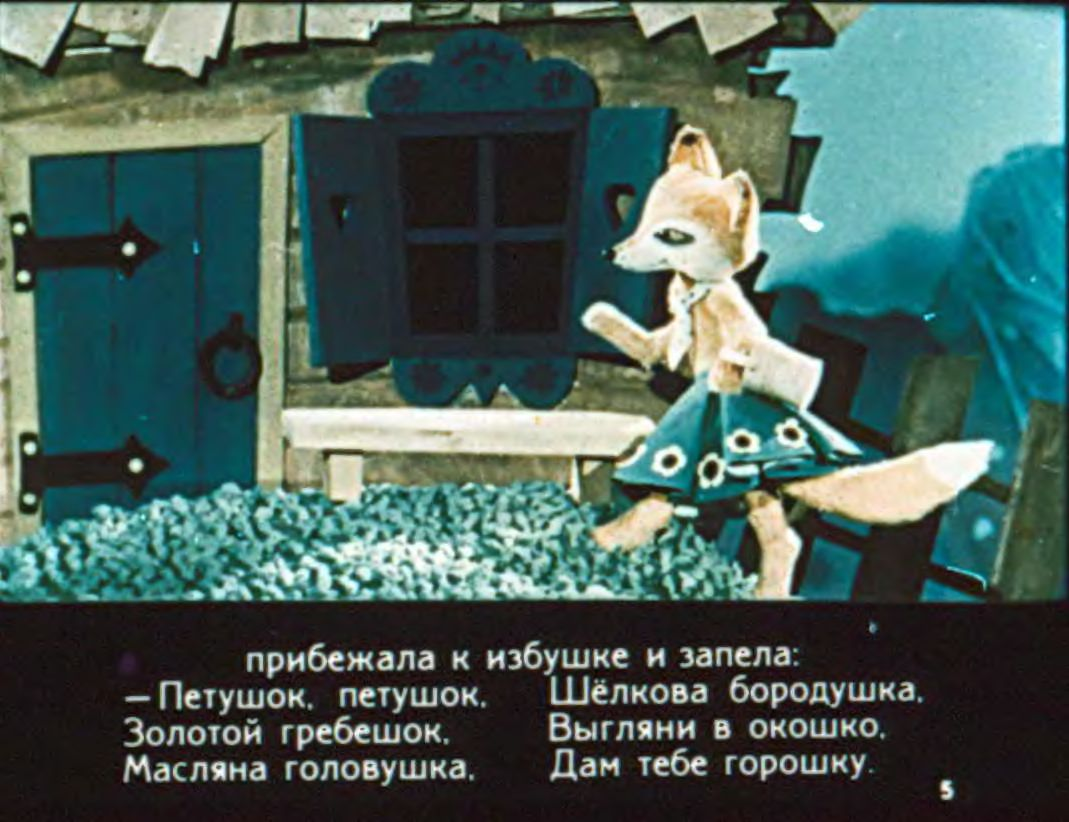 прибежала к избушке и запела:
— Петушок, петушок,
Золотой гребешок,
Масляна головушка,
Шёлкова бородушка,
Выгляни в окошко,
Дам тебе горошку.
5